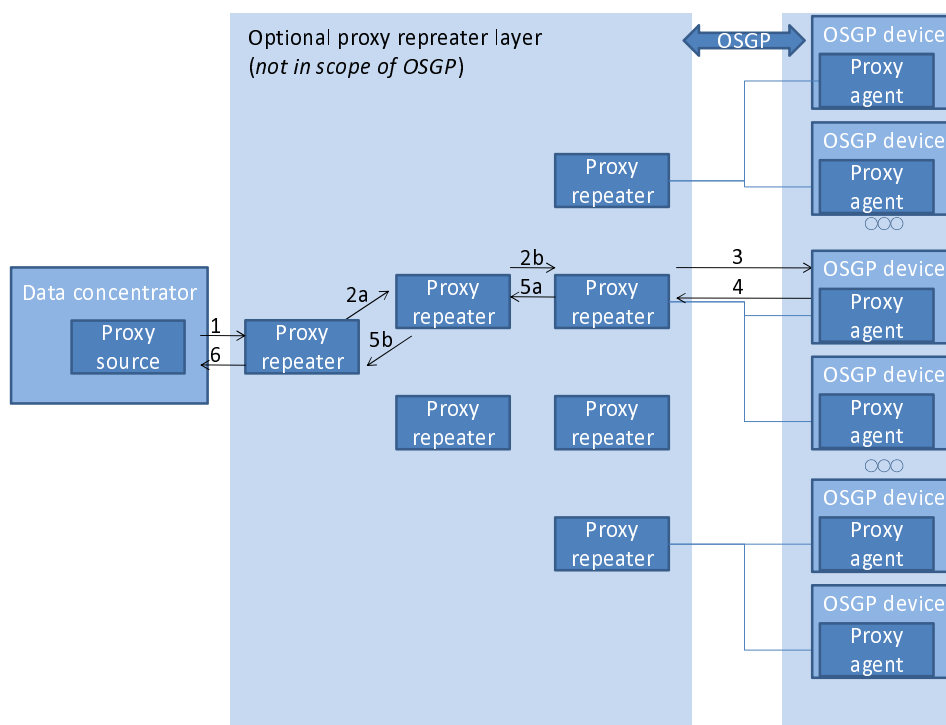 Optional proxy repreater layer
(not in scope of OSGP)
OSGP
OSGP device
Proxy
agent
OSGP device
Proxy
agent
Proxy
repeater
Data concentrator
Proxy
source
1
6
Proxy
repeater
2a
5b
Proxy
repeater
2b
5a
Proxy
repeater
3
4
OSGP device
Proxy
agent
Proxy
repeater
Proxy
repeater
OSGP device
Proxy
agent
Proxy
repeater
OSGP device
Proxy
agent
OSGP device
Proxy
agent